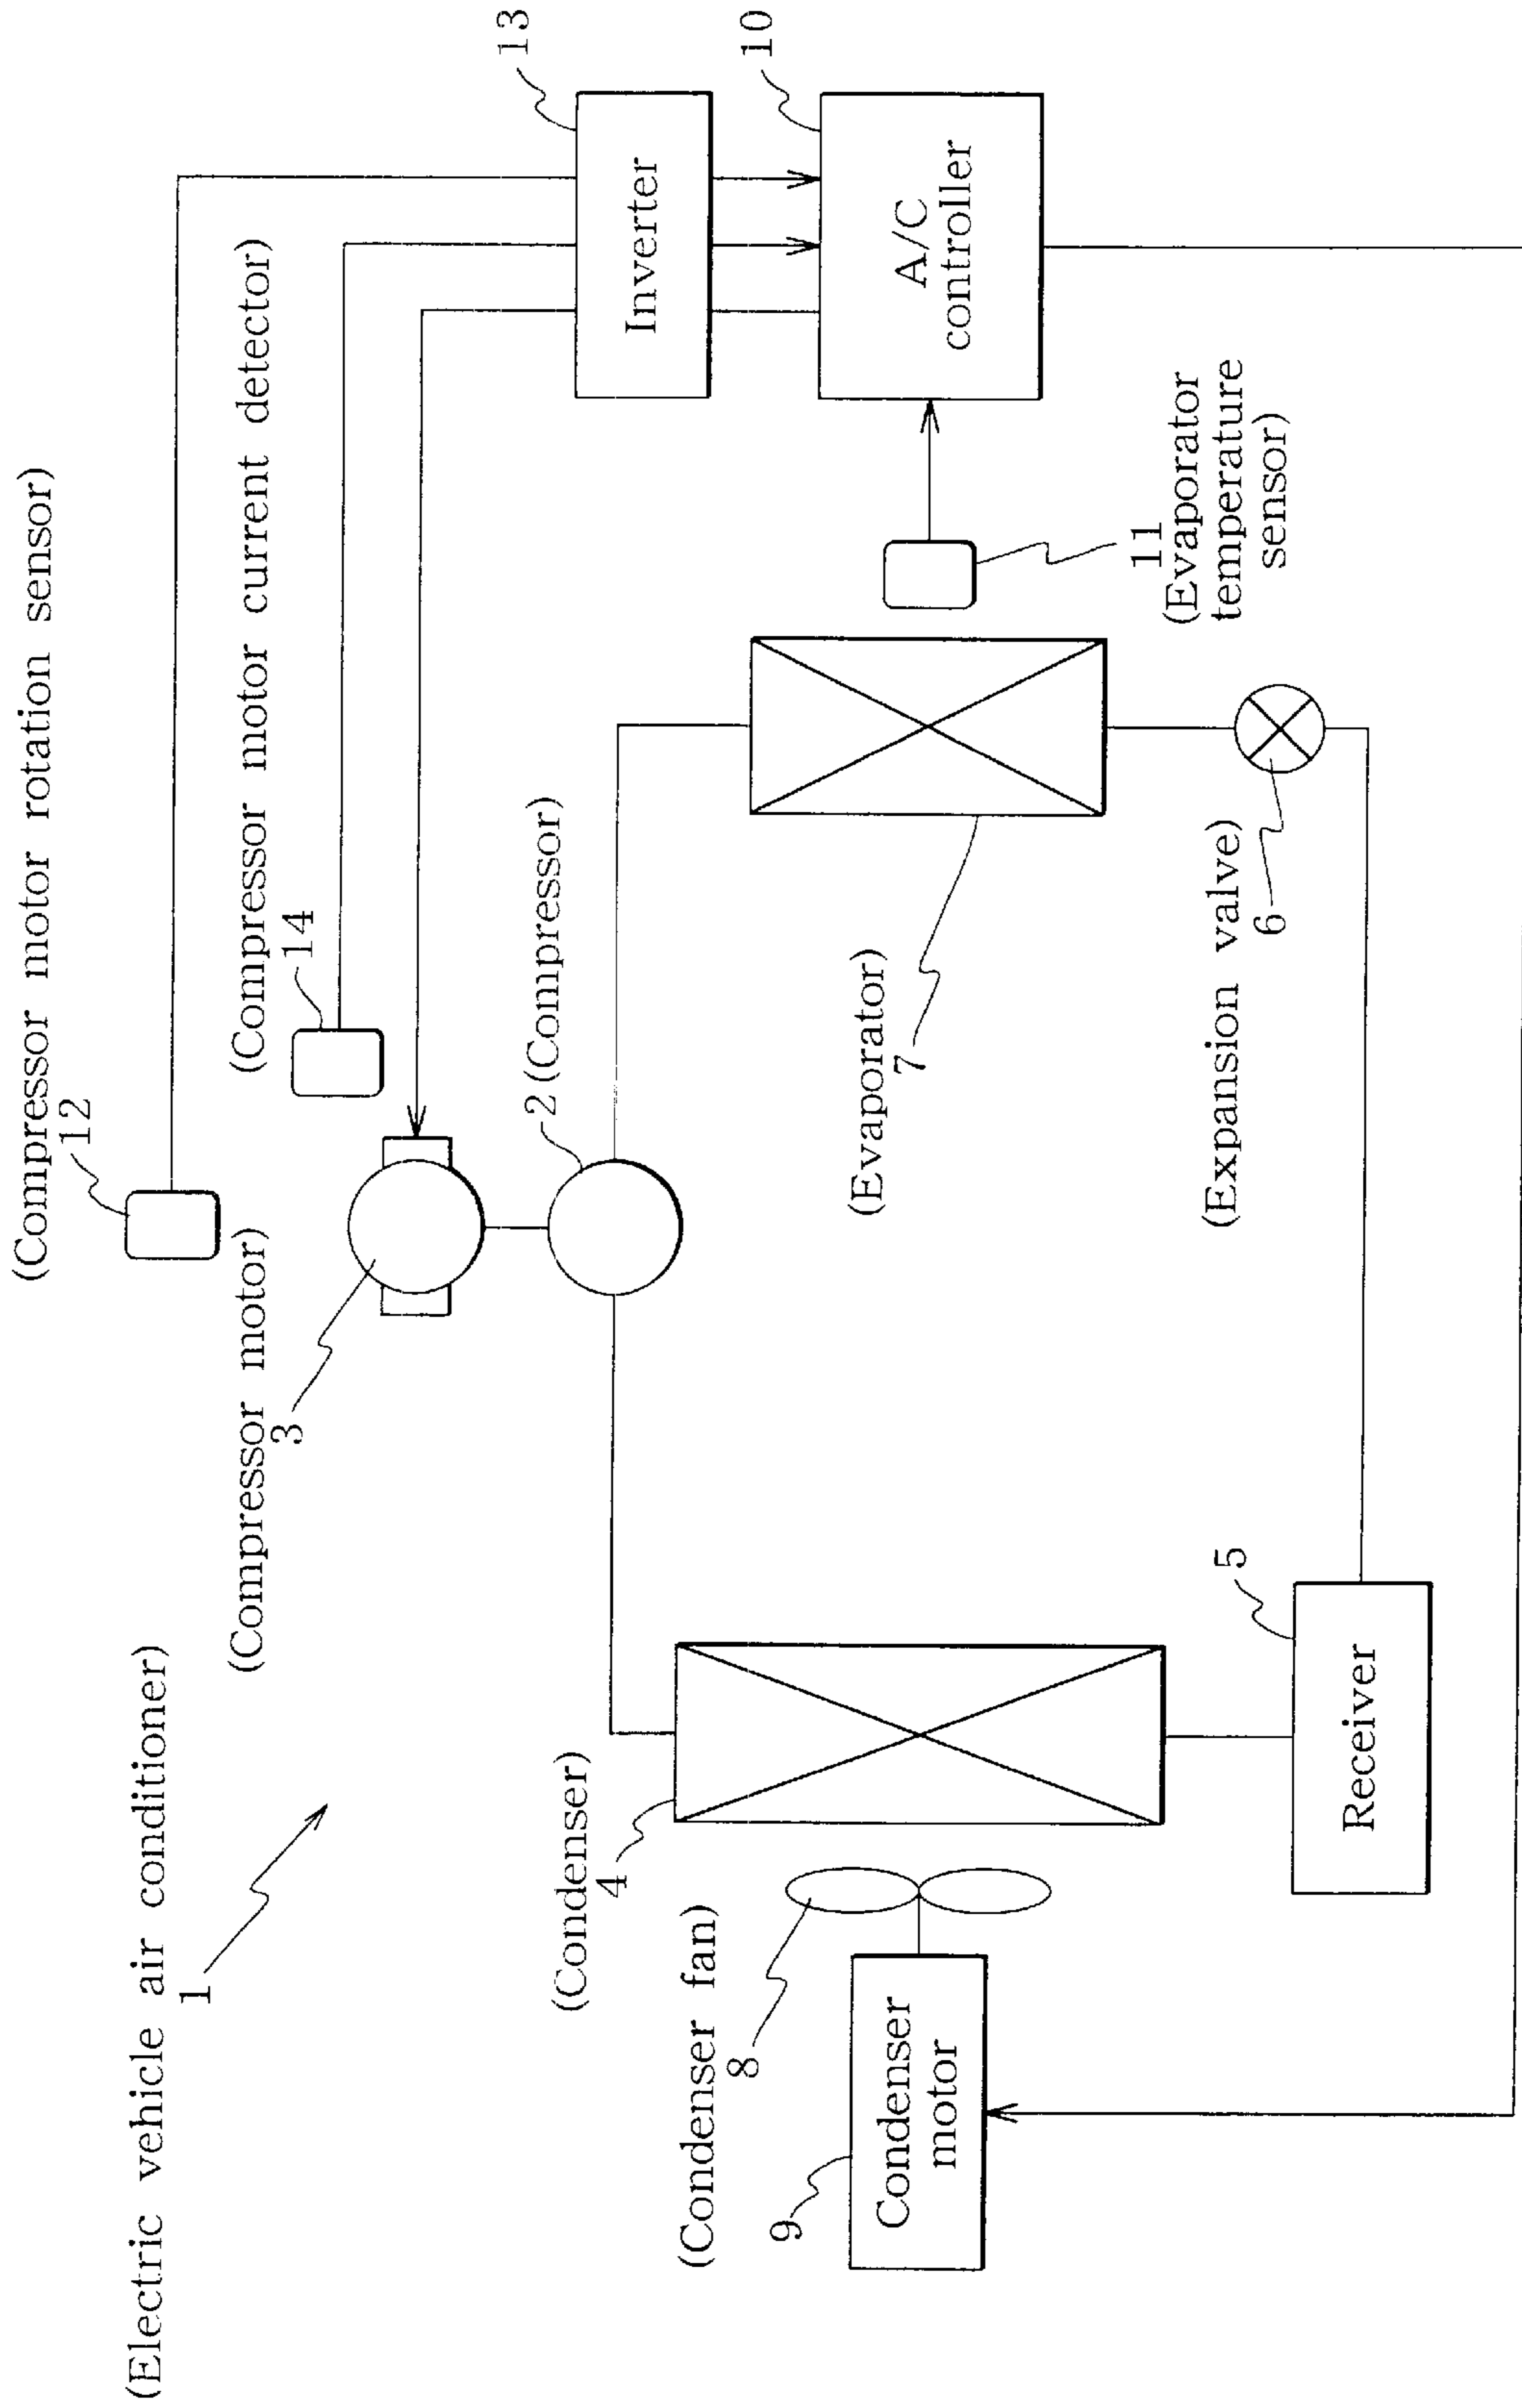 (Electric vehicle air conditioner)
1
(Compressor motor rotation sensor)
12
(Compressor motor)
3
(Compressor motor current detector)
14
2 (Compressor)
13
Inverter
10
A/C
controller
(Condenser)
4
(Condenser fan)
8
9
Condenser
motor
(Evaporator)
7
11
(Evaporator
temperature
sensor)
(Expansion valve)
6
5
Receiver